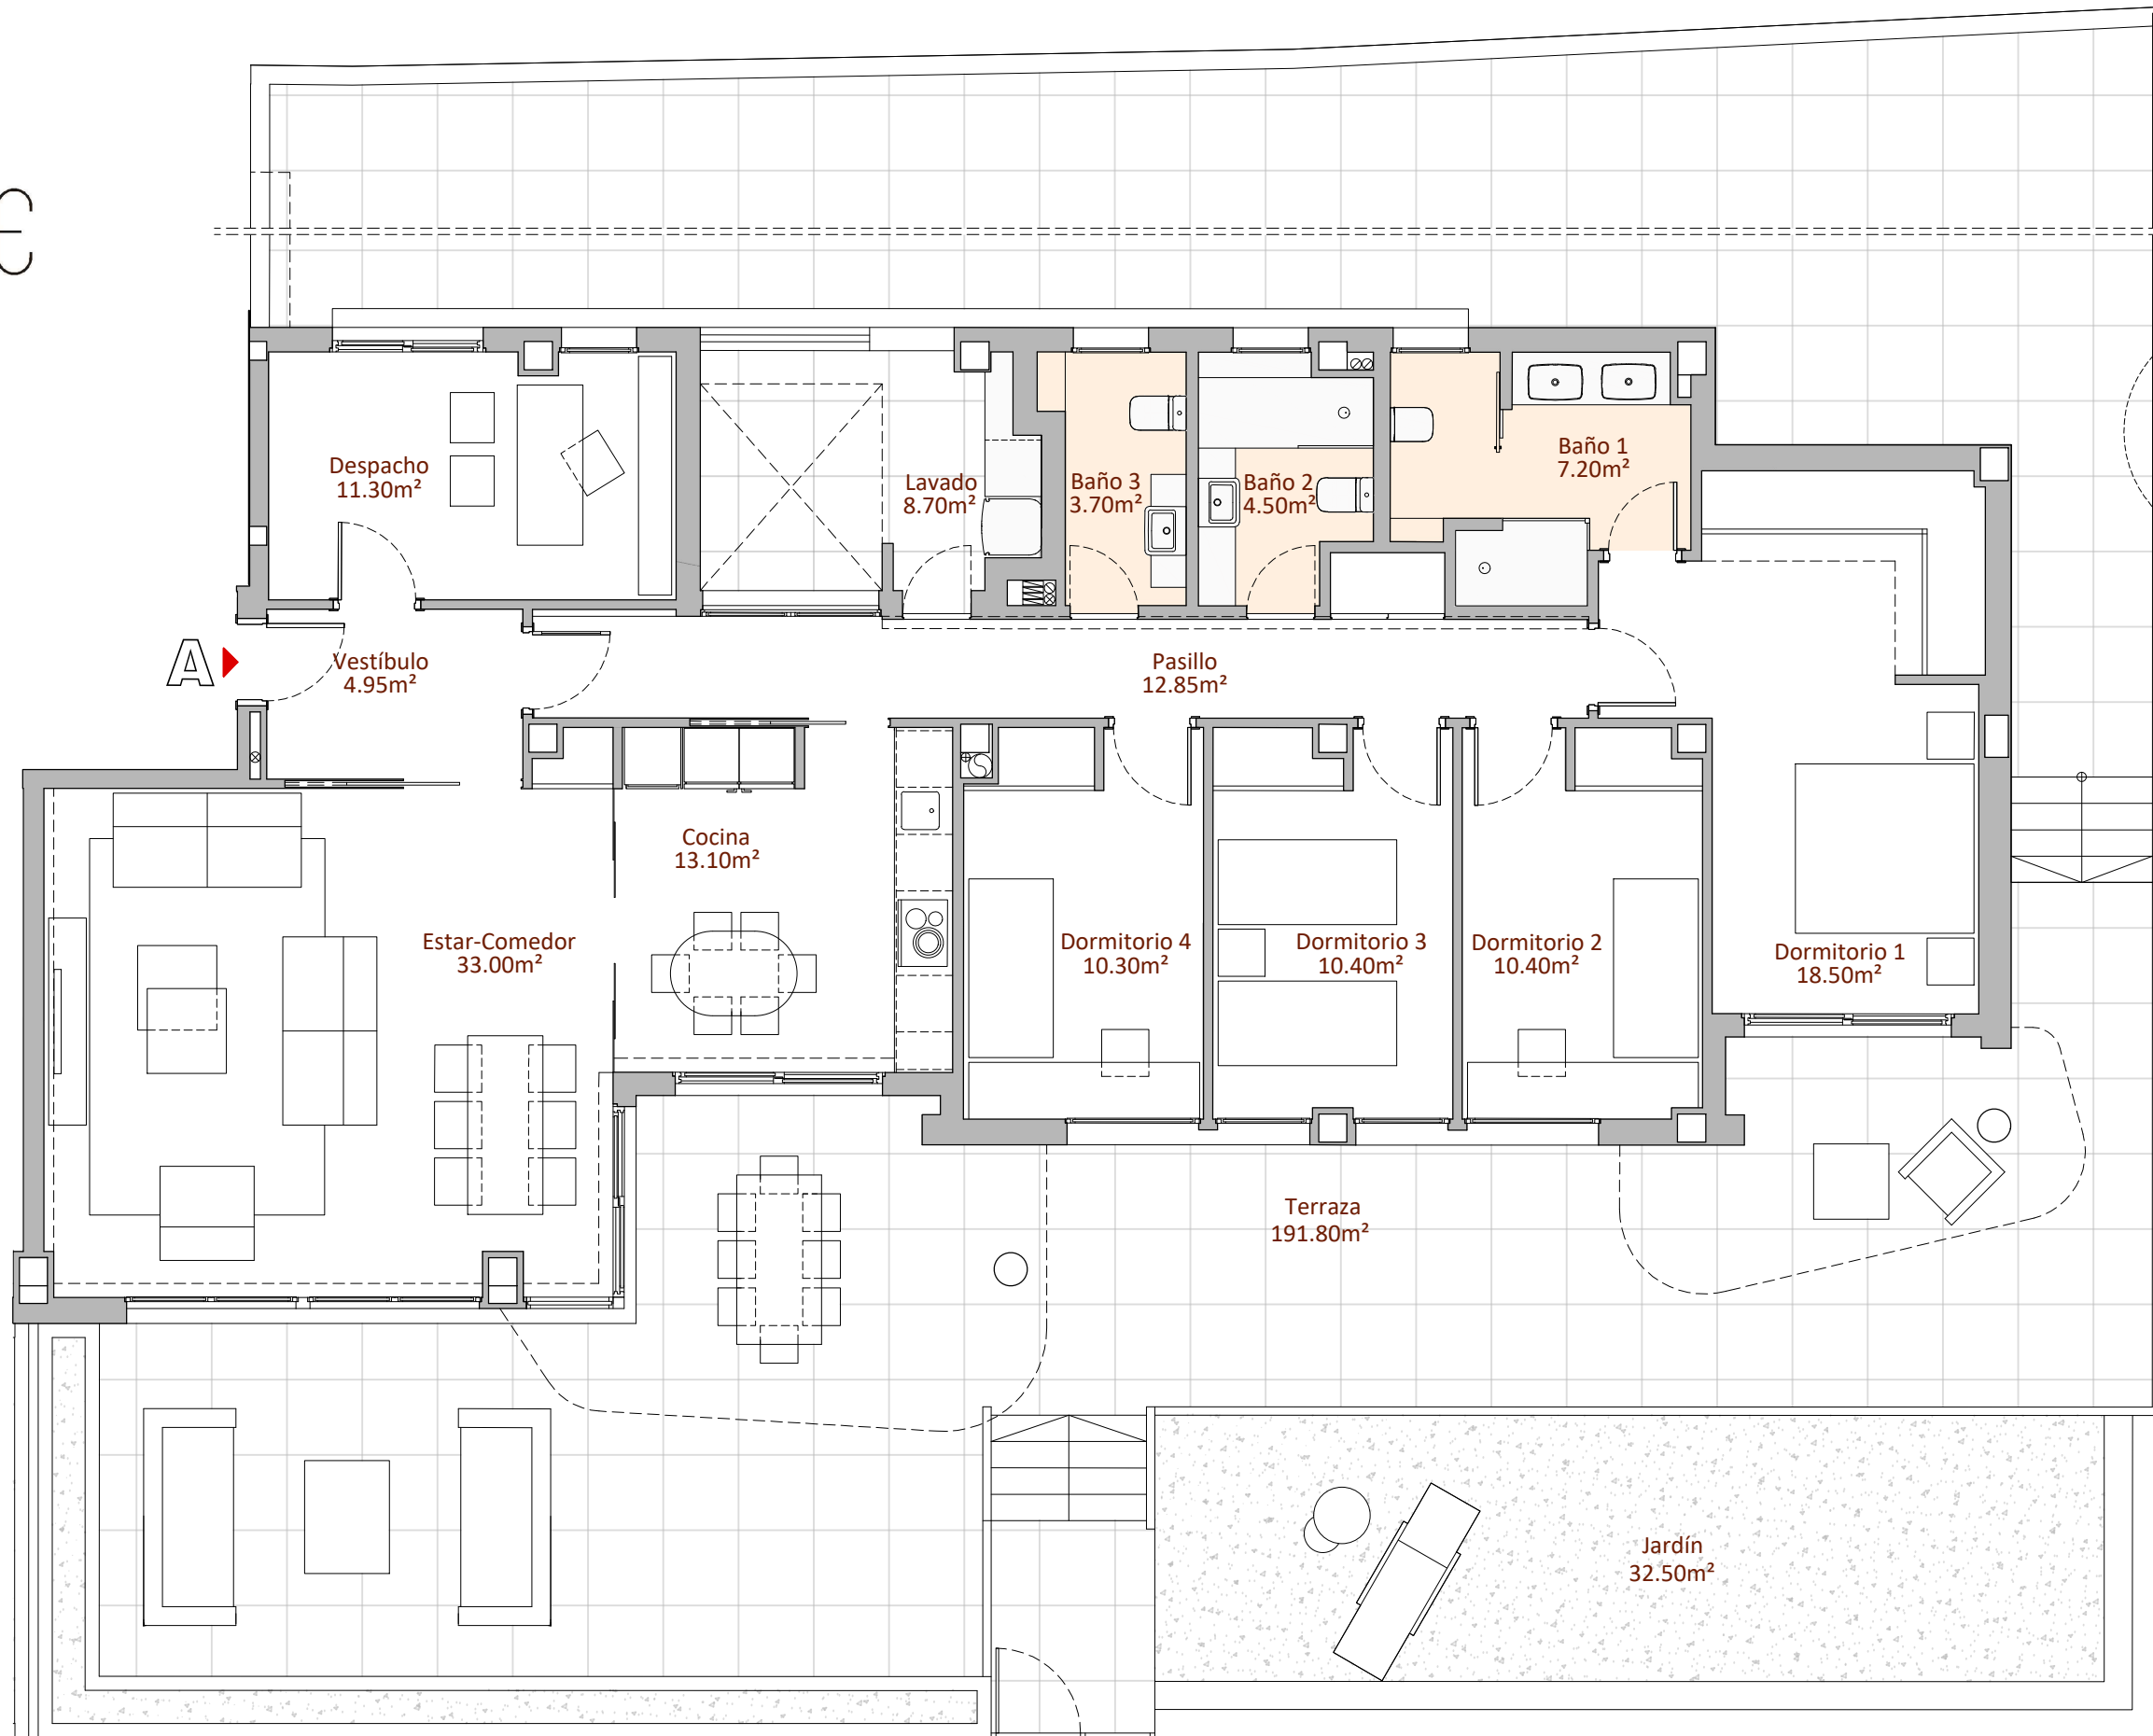 Despacho
11.30m²
Lavado
8.70m²
Baño 3
3.70m²
Baño 2
4.50m²
Baño 1
7.20m²
A
Vestíbulo
4.95m²
Pasillo
12.85m²
Cocina
13.10m²
Estar-Comedor
33.00m²
Dormitorio 4
10.30m²
Dormitorio 3
10.40m²
Dormitorio 2
10.40m²
Dormitorio 1
18.50m²
Terraza
191.80m²
Jardín
32.50m²